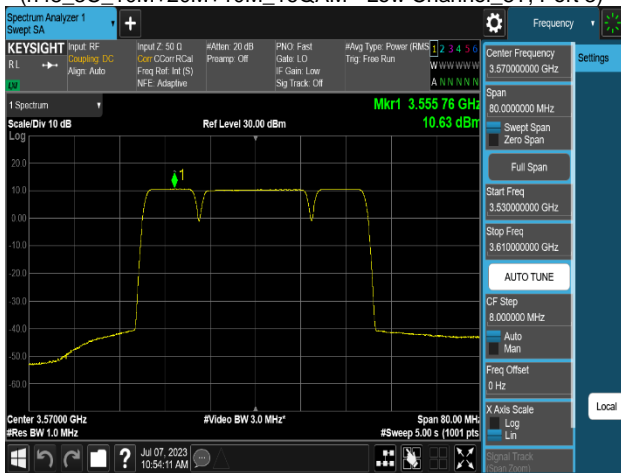 Spectrum Analyzer 1
Swept SA
+
Frequency
KEYSIGHT
RL
Input: RF
Coupling: DC
Align: Auto
Input Z: 50 Ω
Corr CCorr RCal
Freq Ref: Int (S)
NFE: Adaptive
#Atten: 20 dB
Preamp: Off
PNO: Fast
Gate: LO
IF Gain: Low
Sig Track: Off
#Avg Type: Power (RMS
Trig: Free Run
1 2 3 4 5 6
W W W W W W
A N N N N N
1 Spectrum
Scale/Div 10 dB
Log
Ref Level 30.00 dBm
Mkr1 3.555 76 GHz
10.63 dBm
1
20.0
10.0
0.00
-10.0
-20.0
-30.0
-40.0
-50.0
-60.0
Center 3.57000 GHz
#Res BW 1.0 MHz
#Video BW 3.0 MHz*
Span 80.00 MHz
#Sweep 5.00 s (1001 pts
Center Frequency
3.570000000 GHz
Settings
Span
80.0000000 MHz
Swept Span
Zero Span
Full Span
Start Freq
3.530000000 GHz
Stop Freq
3.610000000 GHz
AUTO TUNE
CF Step
8.000000 MHz
Auto
Man
Freq Offset
0 Hz
X Axis Scale
Log
Lin
Local
Signal Track
(Span Zoom)
?
Jul 07, 2023
10:54:11 AM